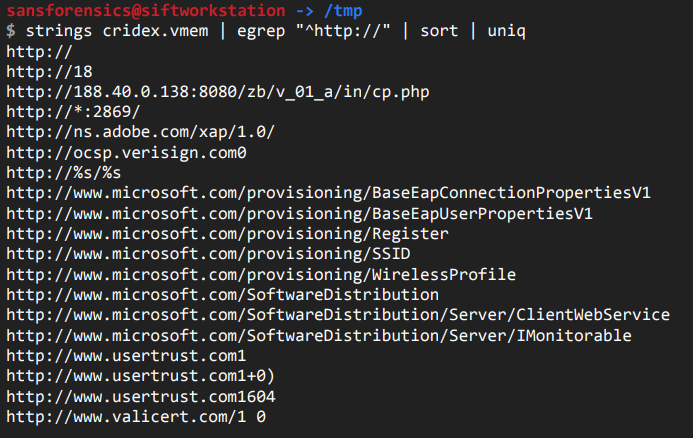 sansforensics@siftworkstation -> /tmp
$ strings cridex.vmem | egrep "^http://" | sort | uniq
http://
http://18
http://188.40.0.138:8080/zb/v_01_a/in/cp.php
http://*:2869/
http://ns.adobe.com/xap/1.0/
http://ocsp.verisign.com0
http://%s/%s
http://www.microsoft.com/provisioning/BaseEapConnectionPropertiesV1
http://www.microsoft.com/provisioning/BaseEapUserPropertiesV1
http://www.microsoft.com/provisioning/Register
http://www.microsoft.com/provisioning/SSID
http://www.microsoft.com/provisioning/WirelessProfile
http://www.microsoft.com/SoftwareDistribution
http://www.microsoft.com/SoftwareDistribution/Server/ClientWebService
http://www.microsoft.com/SoftwareDistribution/Server/IMonitorable
http://www.usertrust.com1
http://www.usertrust.com1+0)
http://www.usertrust.com1604
http://www.valicert.com/1 0